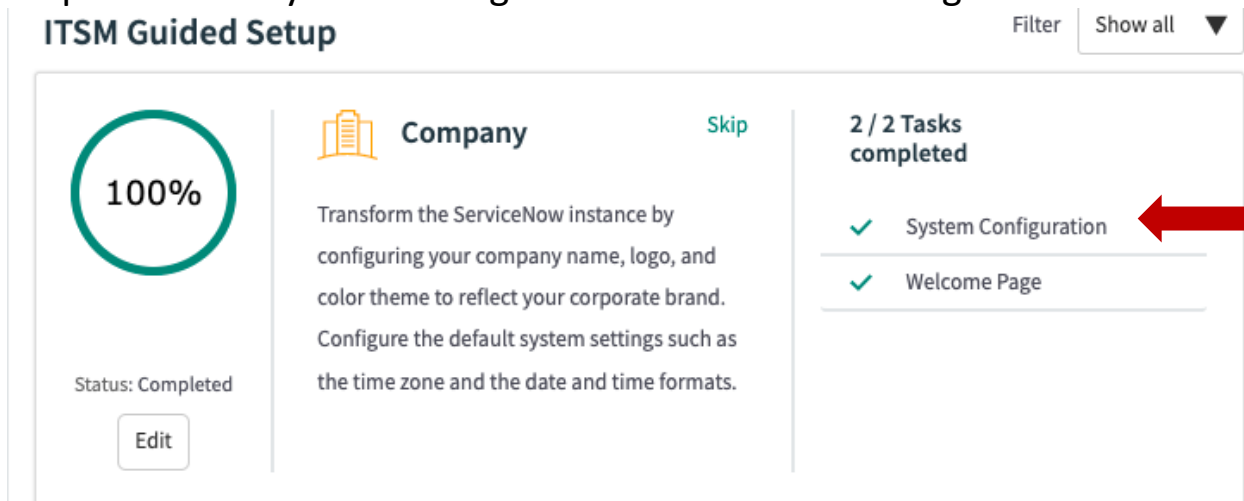 ITSM Guided Setup
Filter
Show all
100%
Status: Completed
Edit
Company
Skip
Transform the ServiceNow instance by
configuring your company name, logo, and
color theme to reflect your corporate brand.
Configure the default system settings such as
the time zone and the date and time formats.
2 / 2 Tasks
completed
System Configuration
Welcome Page